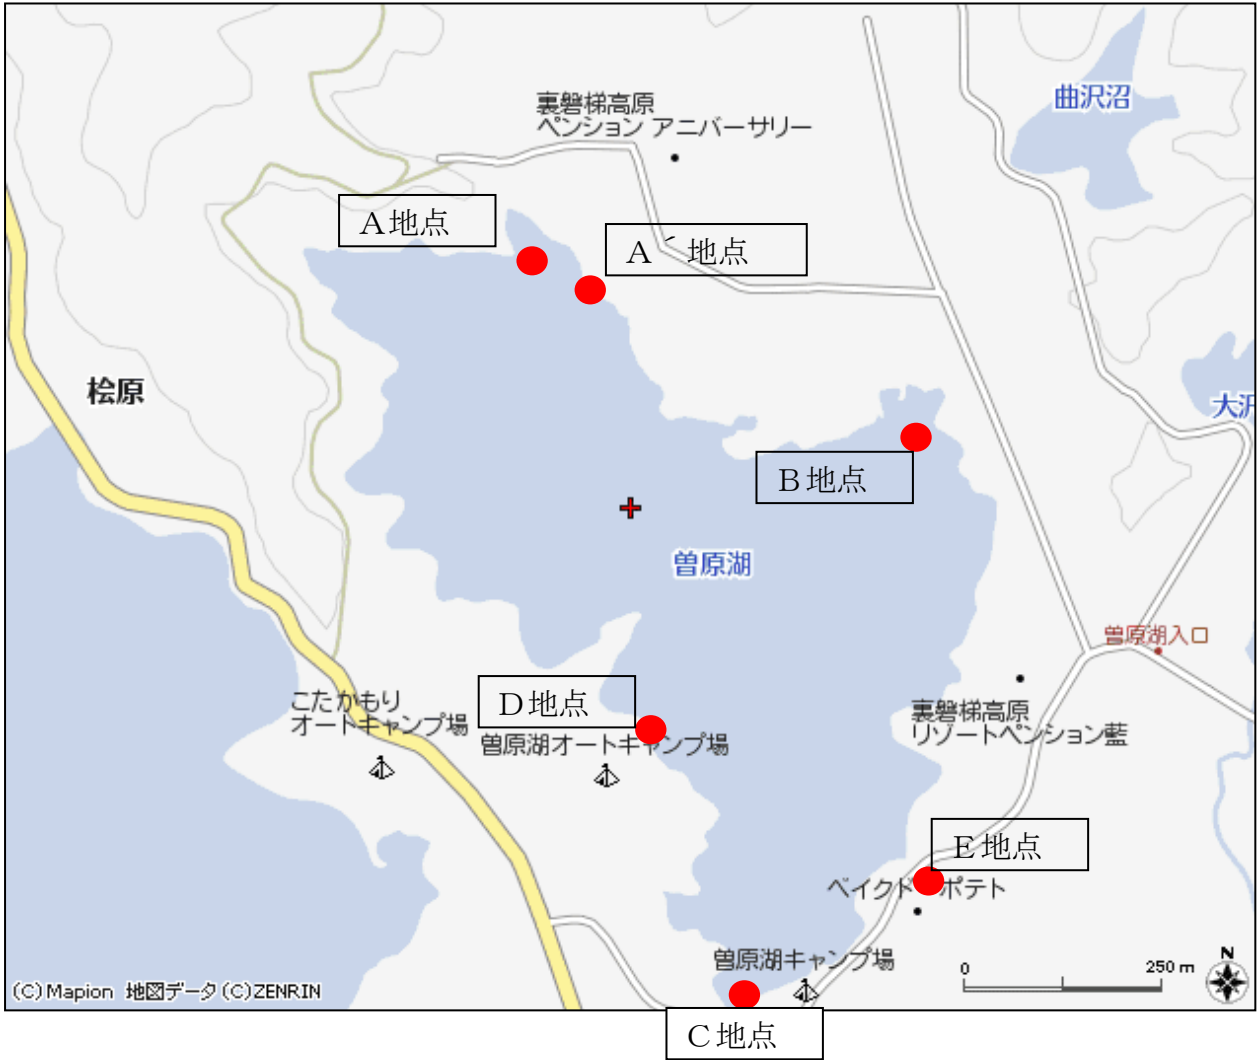 曲沢沼
裏磐梯高原
ペンション アニバーサリー
A地点
A´地点
桧原
大沢
B地点
曽原湖
曽原湖入口
こたかもり
オートキャンプ場
D地点
曽原湖オートキャンプ場
裏磐梯高原
リゾートペンション藍
E地点
ベイクド ポテト
曽原湖キャンプ場
N
0 250 m
(C)Mapion 地図データ(C)ZENRIN
C地点